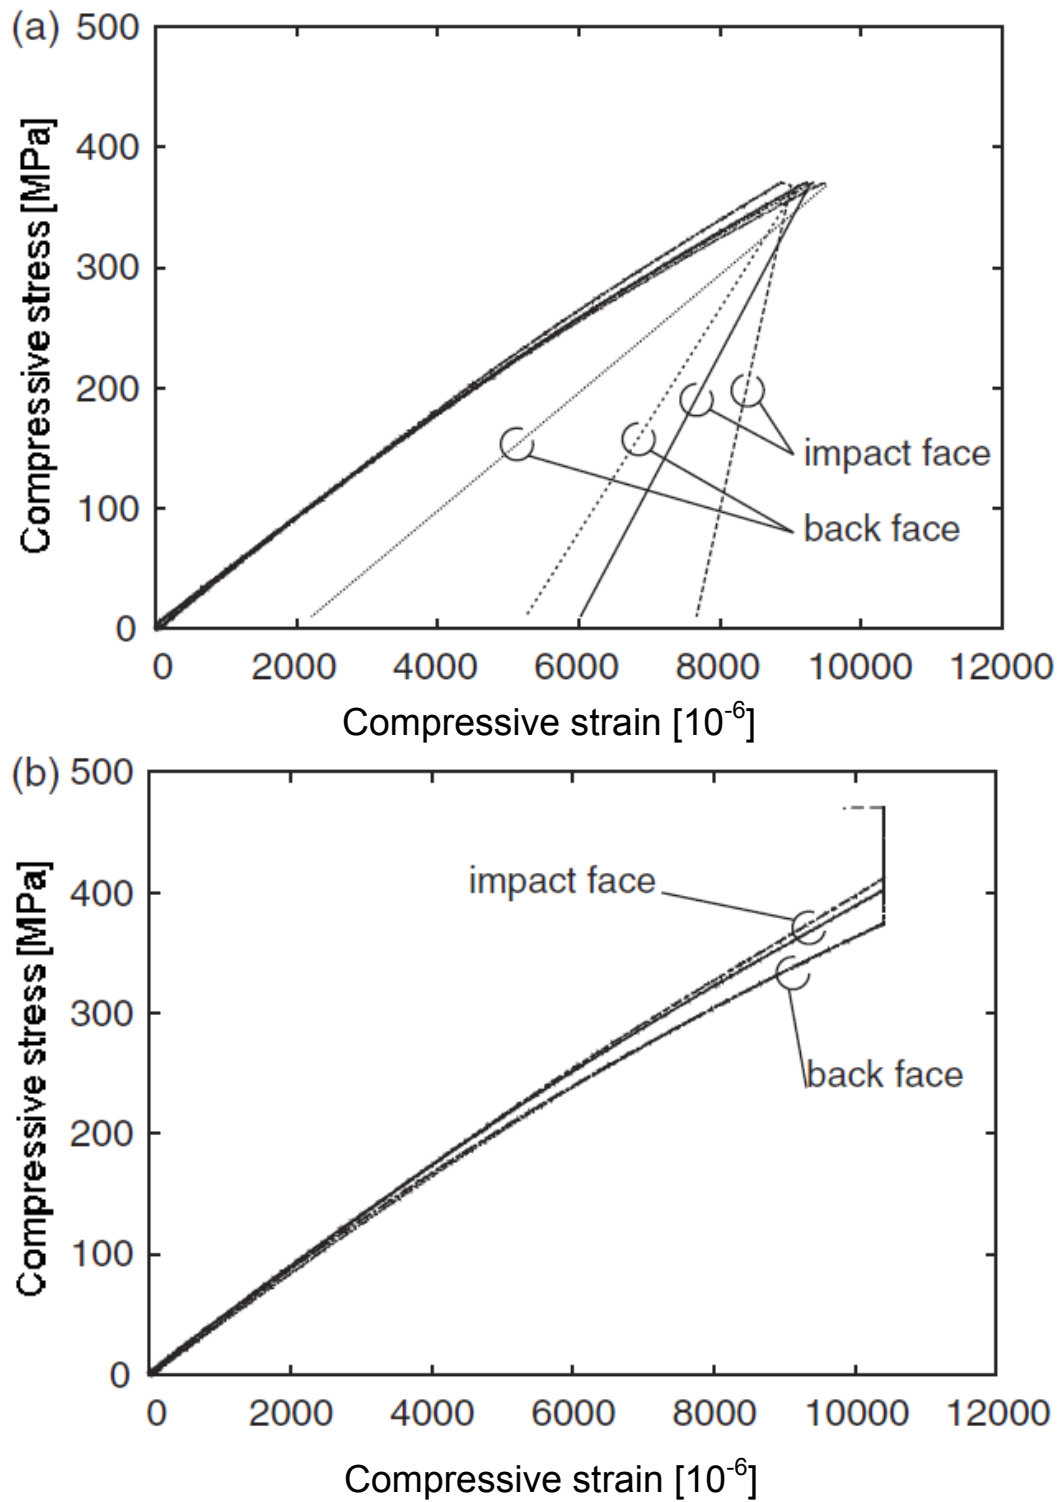 (a)
500
400
300
200
100
0
Compressive stress [MPa]
impact face
back face
0 2000 4000 6000 8000 10000 12000
Compressive strain [10⁻⁶]
(b)
500
400
300
200
100
0
Compressive stress [MPa]
impact face
back face
0 2000 4000 6000 8000 10000 12000
Compressive strain [10⁻⁶]